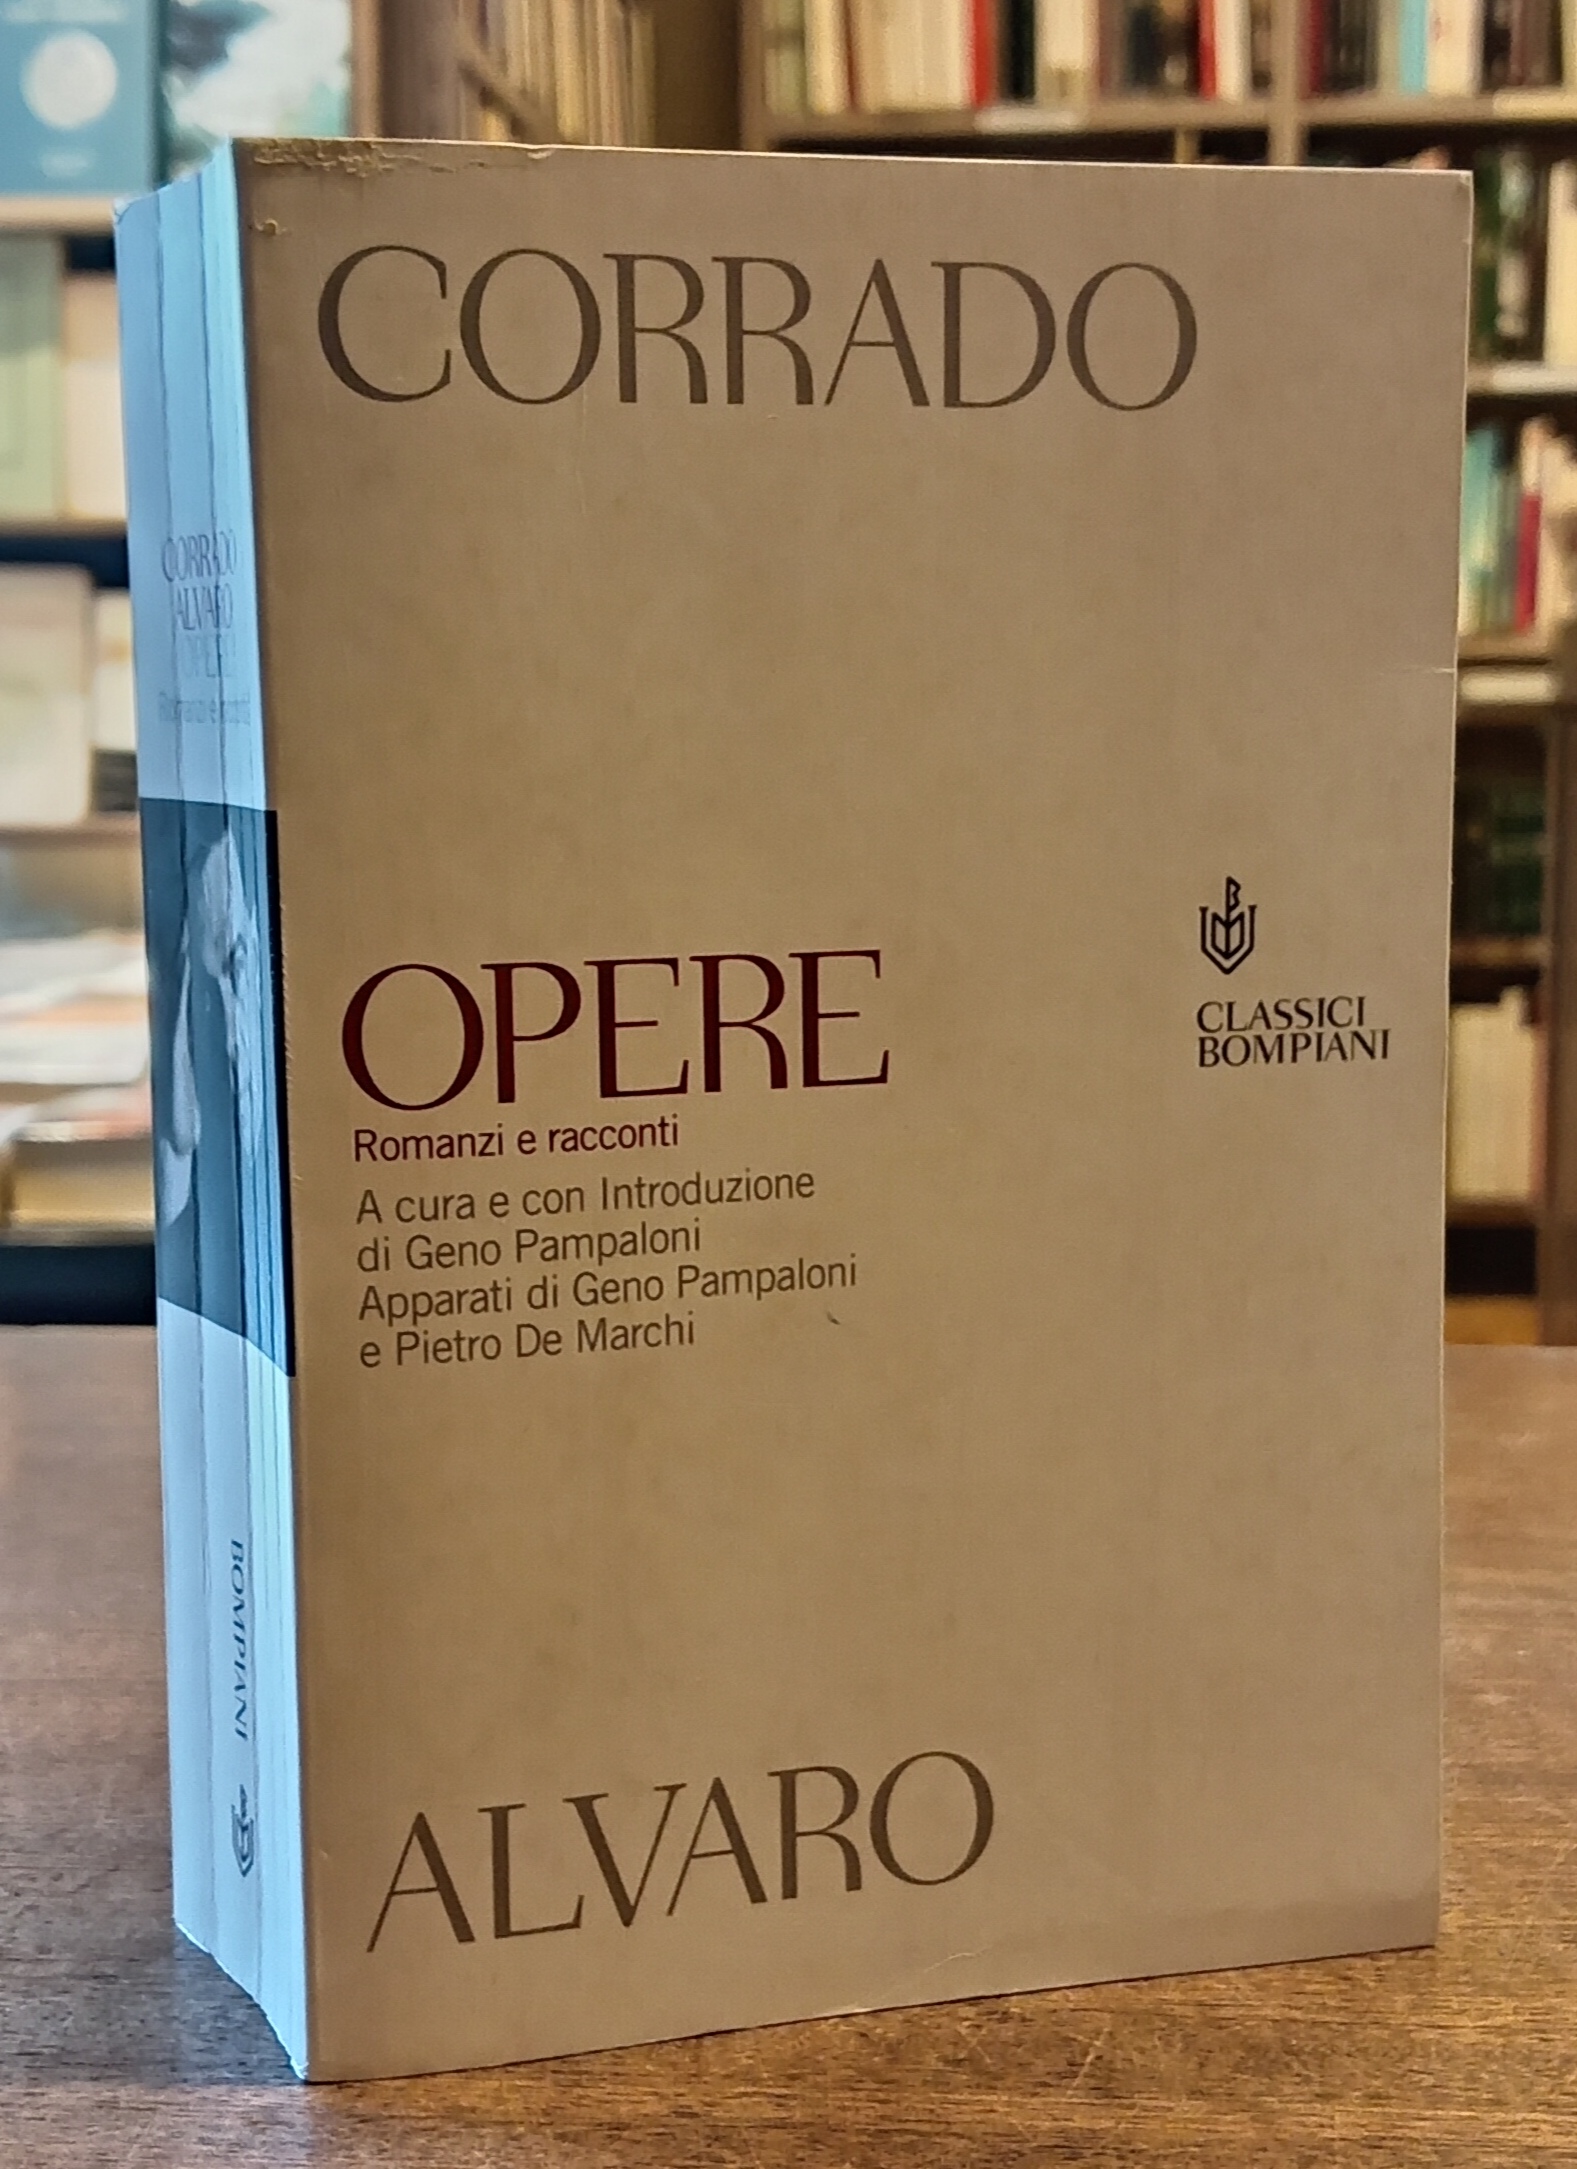 CORRADO
OPERE
Romanzi e racconti
A cura e con Introduzione
di Geno Pampaloni
Apparati di Geno Pampaloni
e Pietro De Marchi
CLASSICI
BOMPIANI
ALVARO
CORRADO
ALVARO
OPERE
Romanzi e racconti
BOMPIANI